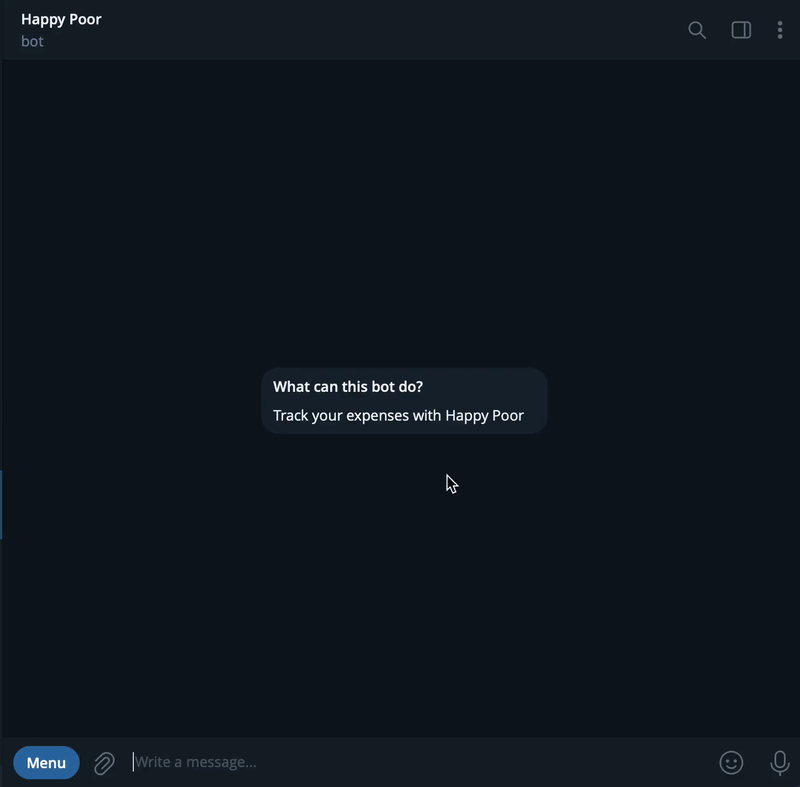 Happy Poor
bot
What can this bot do?
Track your expenses with Happy Poor
Menu
Write a message...